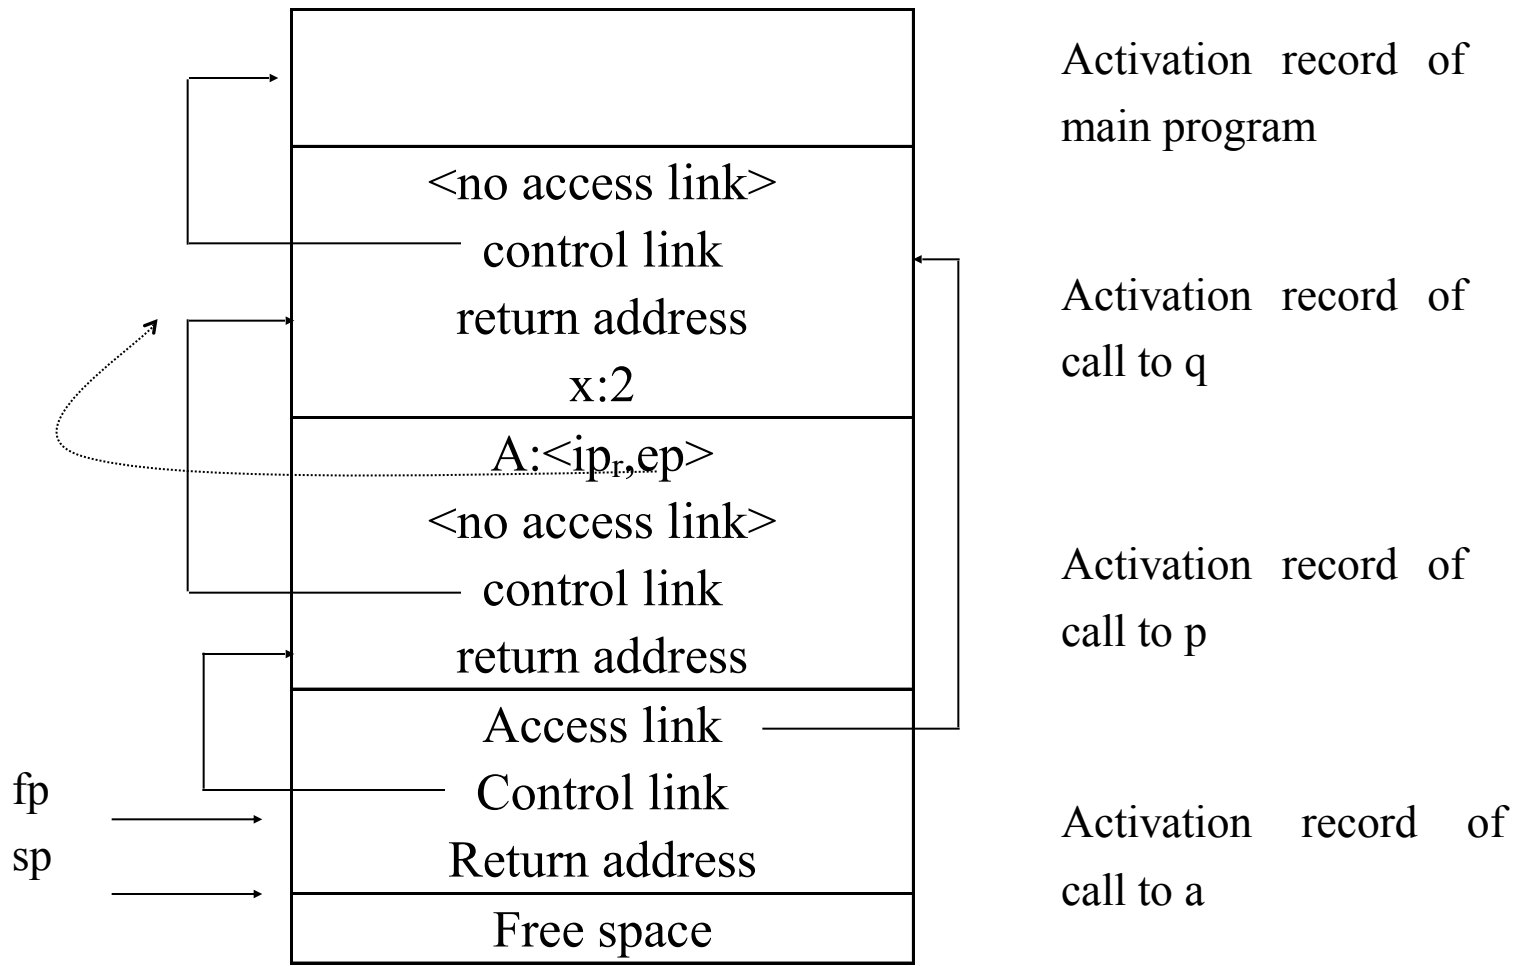 Activation record of
main program
<no access link>
control link
return address
x:2
Activation record of
call to q
A:<ipr,ep>
<no access link>
control link
return address
Activation record of
call to p
Access link
Control link
Return address
fp
sp
Activation record of
call to a
Free space